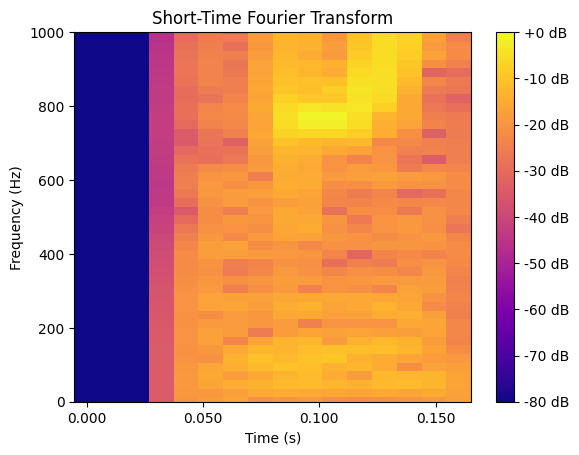 Short-Time Fourier Transform
Frequency (Hz)
1000
800
600
400
200
0
0.000
0.050
0.100
0.150
Time (s)
+0 dB
-10 dB
-20 dB
-30 dB
-40 dB
-50 dB
-60 dB
-70 dB
-80 dB